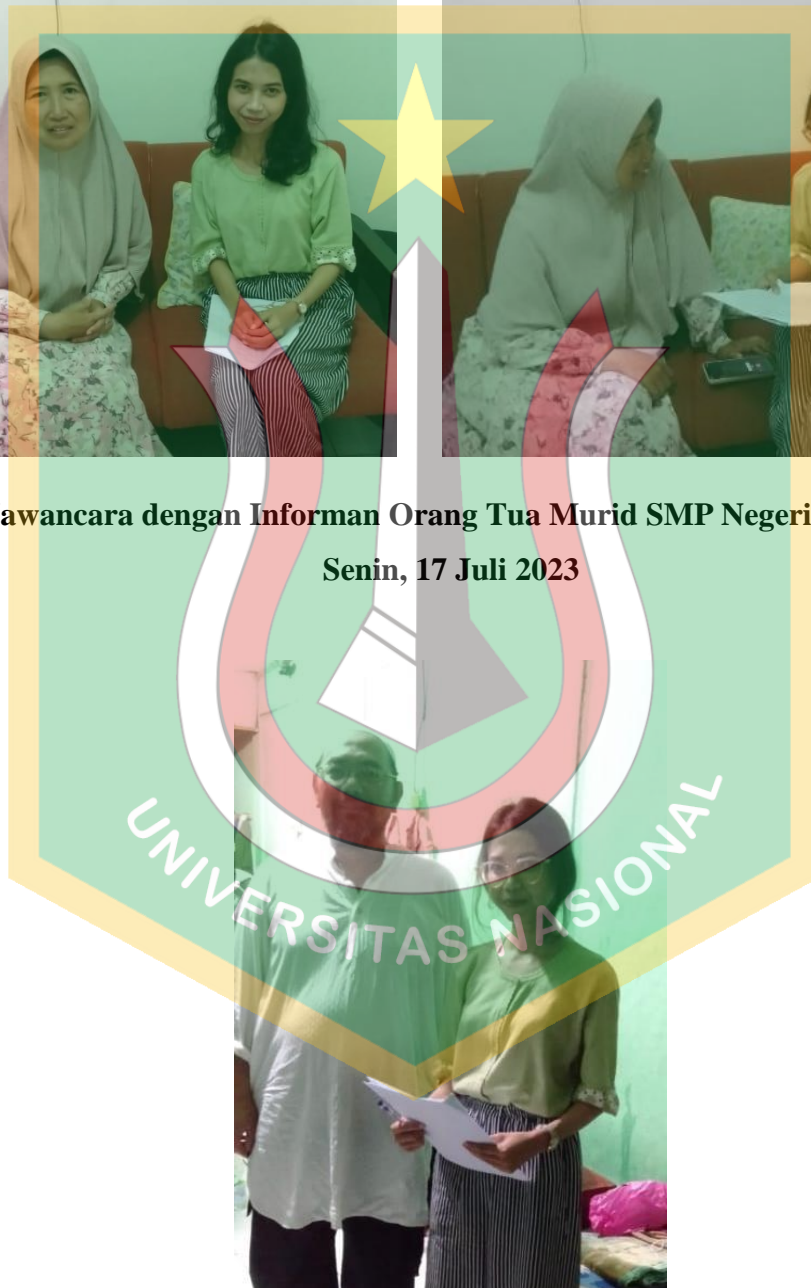 awancara dengan Informan Orang Tua Murid SMP Negeri
Senin, 17 Juli 2023
UNIVERSITAS NASIONAL